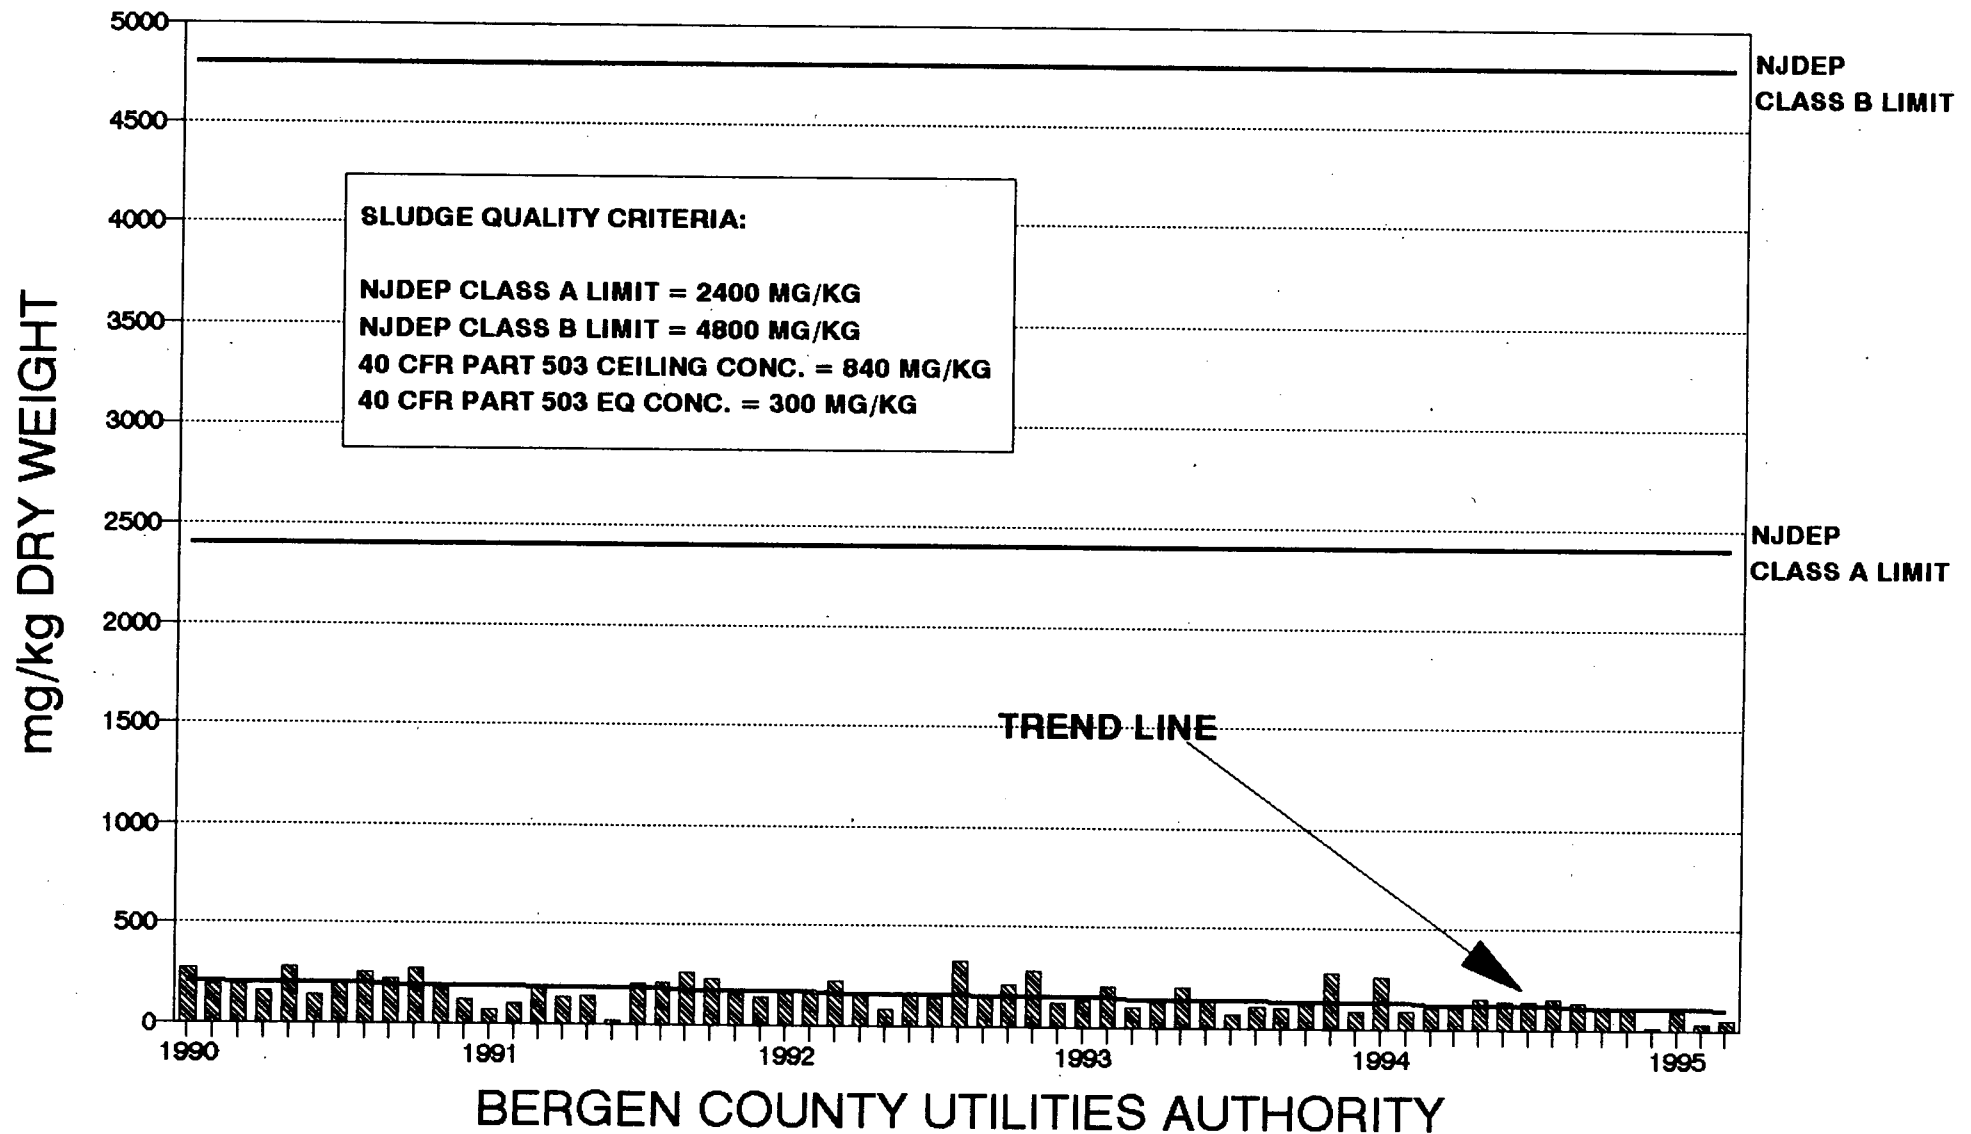 5000
4500
4000
3500
3000
2500
2000
1500
1000
500
0
mg/kg DRY WEIGHT
NJDEP
CLASS B LIMIT
SLUDGE QUALITY CRITERIA:
NJDEP CLASS A LIMIT = 2400 MG/KG
NJDEP CLASS B LIMIT = 4800 MG/KG
40 CFR PART 503 CEILING CONC. = 840 MG/KG
40 CFR PART 503 EQ CONC. = 300 MG/KG
NJDEP
CLASS A LIMIT
TREND LINE
1990 1991 1992 1993 1994 1995
BERGEN COUNTY UTILITIES AUTHORITY